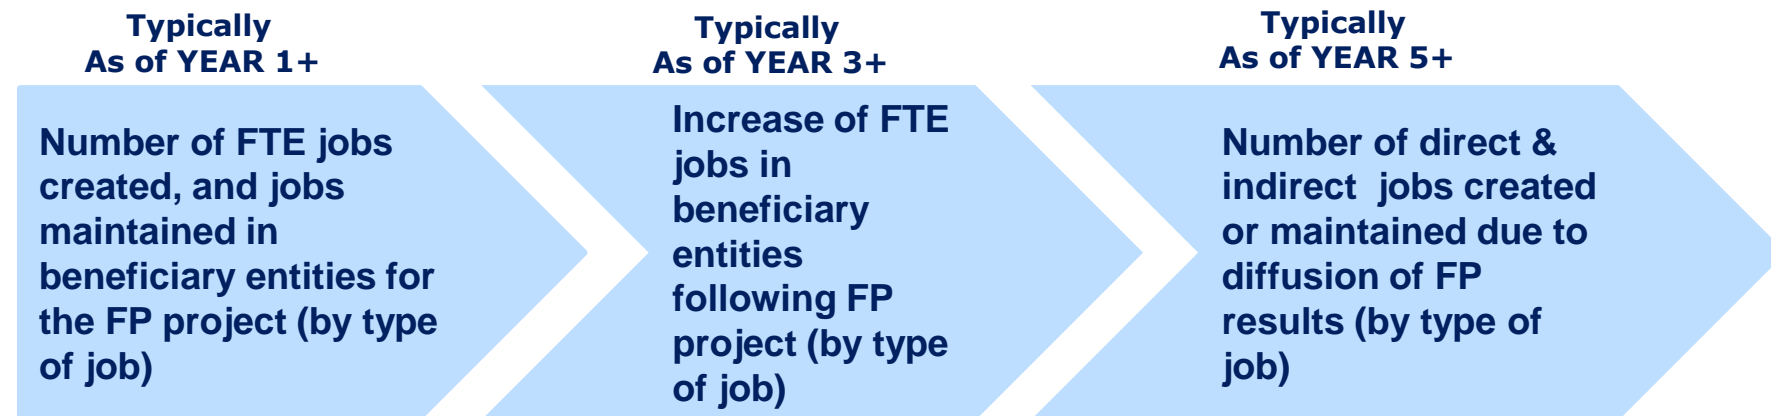 Typically
As of YEAR 1+
Number of FTE jobs
created, and jobs
maintained in
beneficiary entities for
the FP project (by type
of job)
Typically
As of YEAR 3+
Increase of FTE
jobs in
beneficiary
entities
following FP
project (by type
of job)
Typically
As of YEAR 5+
Number of direct &
indirect jobs created
or maintained due to
diffusion of FP
results (by type of
job)